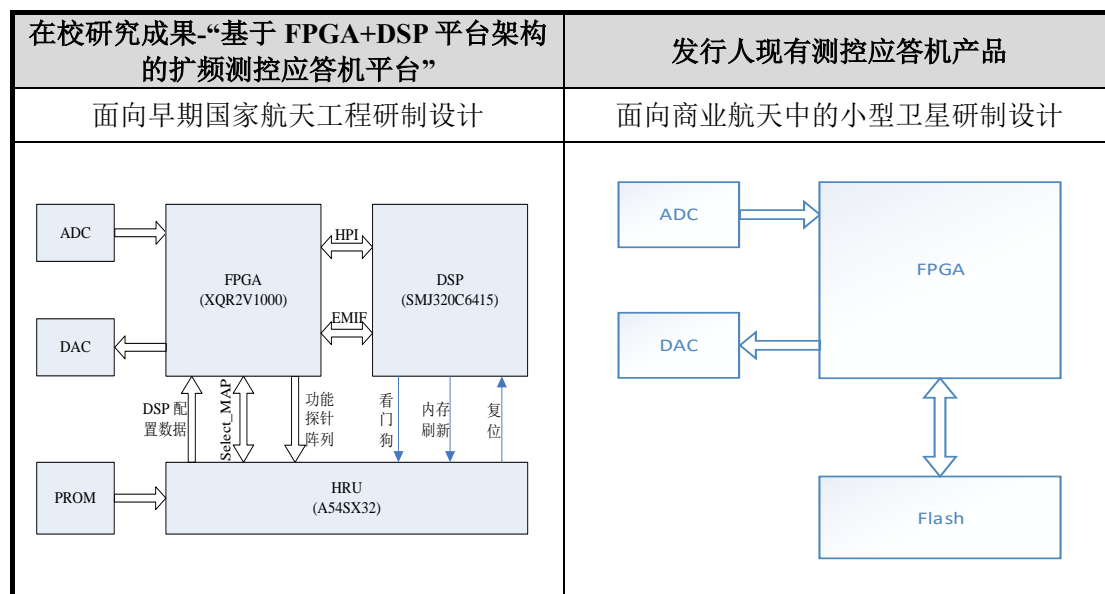 在校研究成果-“基于 FPGA+DSP 平台架构
的扩频测控应答机平台”
发行人现有测控应答机产品
面向早期国家航天工程研制设计
面向商业航天中的小型卫星研制设计
ADC
FPGA
(XQR2V1000)
HPI
DSP
(SMJ320C6415)
EMIF
DAC
DSP 配
置数据
Select_MAP
功能
探针
阵列
看
门
狗
内存
刷新
复
位
PROM
HRU
(A54SX32)
ADC
FPGA
DAC
Flash